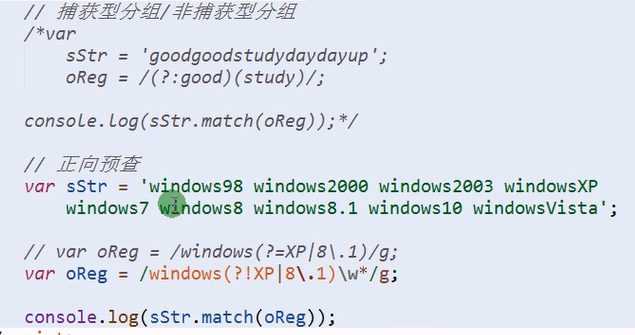 // 捕获型分组/非捕获型分组
/*var
sStr = 'goodgoodstudydaydayup';
oReg = /(?:good)(study)/;
console.log(sStr.match(oReg));*/
// 正向预查
var sStr = 'windows98 windows2000 windows2003 windowsXP
windows7 windows8 windows8.1 windows10 windowsVista';
// var oReg = /windows(?=XP|8\.1)/g;
var oReg = /windows(?!XP|8\.1)\w*/g;
console.log(sStr.match(oReg));